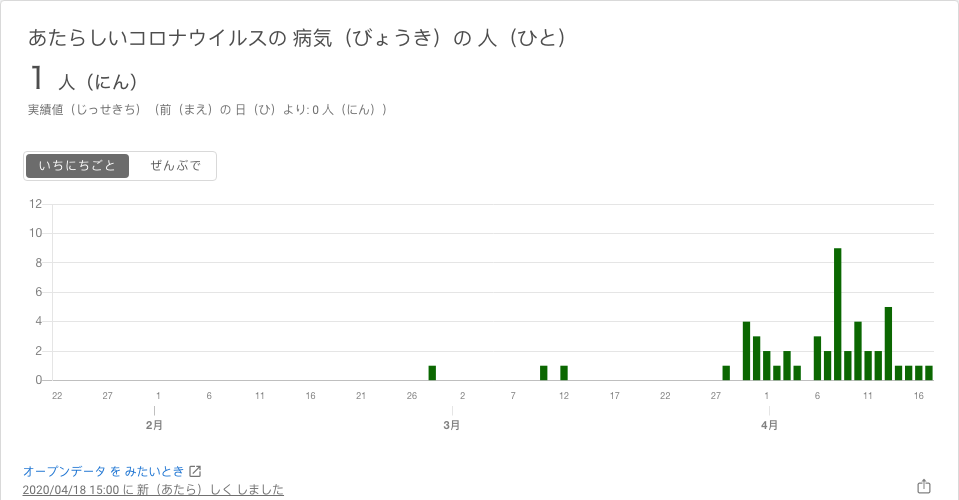 あたらしいコロナウイルスの 病気（びょうき）の 人（ひと）
1 人（にん）
実績値（じっせきち）（前（まえ）の 日（ひ）より: 0 人（にん））
いちにちごと ぜんぶで
12
10
8
6
4
2
0
22 27 1 6 11 16 21 26 2 7 12 17 22 27 1 6 11 16
2月 3月 4月
オープンデータ を みたいとき
2020/04/18 15:00 に 新（あたら）しく しました